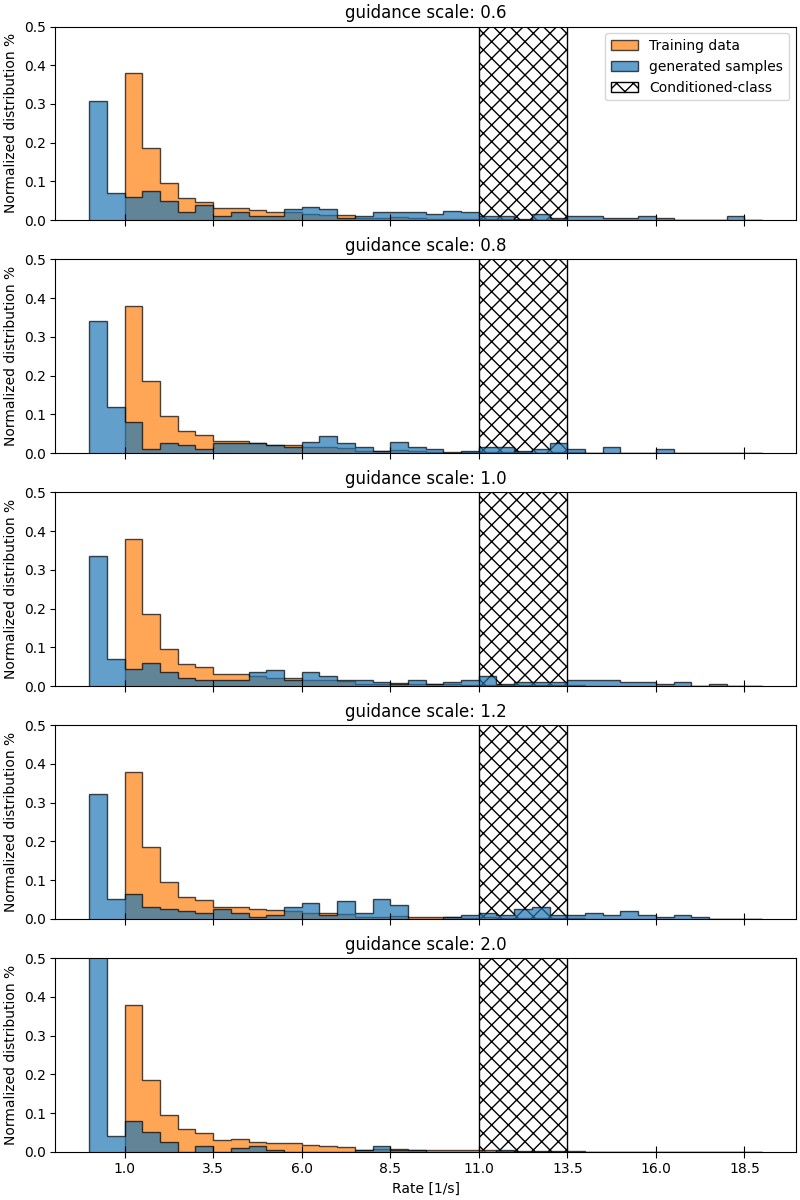 guidance scale: 0.6
Normalized distribution %
0.5
0.4
0.3
0.2
0.1
0.0
Training data
generated samples
Conditioned-class
guidance scale: 0.8
Normalized distribution %
0.5
0.4
0.3
0.2
0.1
0.0
guidance scale: 1.0
Normalized distribution %
0.5
0.4
0.3
0.2
0.1
0.0
guidance scale: 1.2
Normalized distribution %
0.5
0.4
0.3
0.2
0.1
0.0
guidance scale: 2.0
Normalized distribution %
0.5
0.4
0.3
0.2
0.1
0.0
1.0 3.5 6.0 8.5 11.0 13.5 16.0 18.5
Rate [1/s]